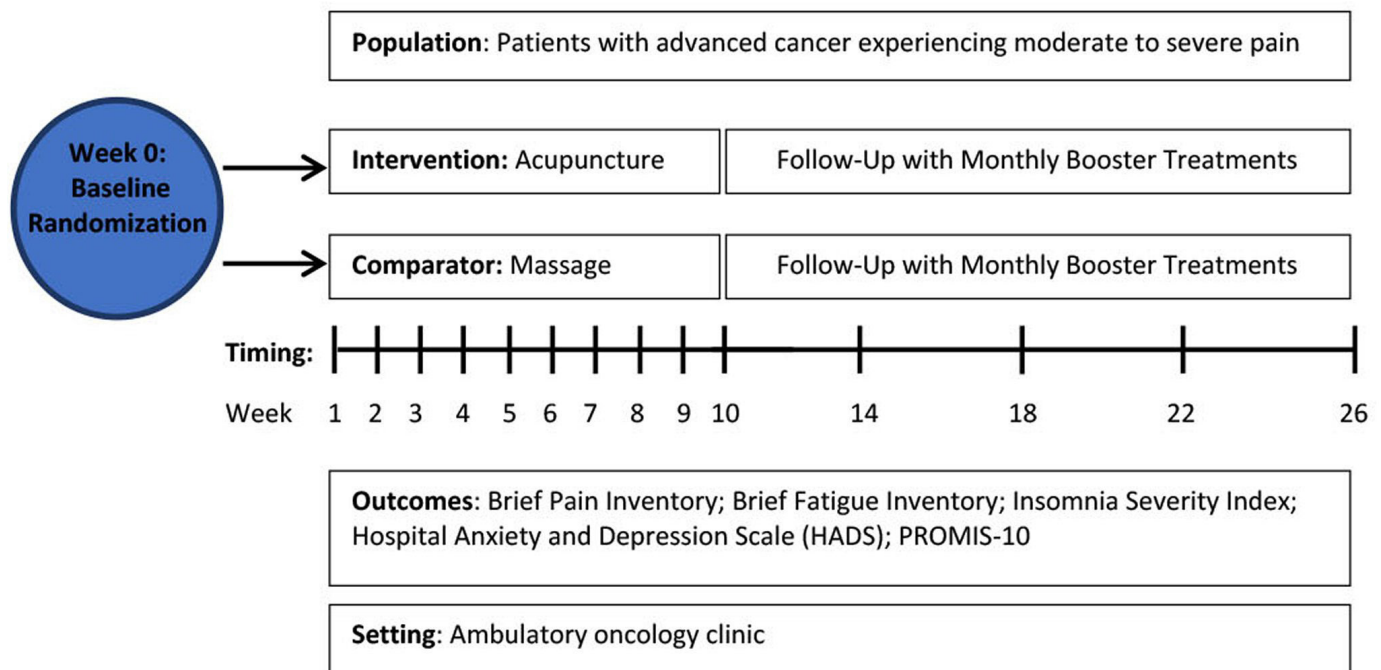 Population: Patients with advanced cancer experiencing moderate to severe pain
Week 0:
Baseline
Randomization
Intervention: Acupuncture
Follow-Up with Monthly Booster Treatments
Comparator: Massage
Follow-Up with Monthly Booster Treatments
Timing:
Week 1 2 3 4 5 6 7 8 9 10 14 18 22 26
Outcomes: Brief Pain Inventory; Brief Fatigue Inventory; Insomnia Severity Index;
Hospital Anxiety and Depression Scale (HADS); PROMIS-10
Setting: Ambulatory oncology clinic